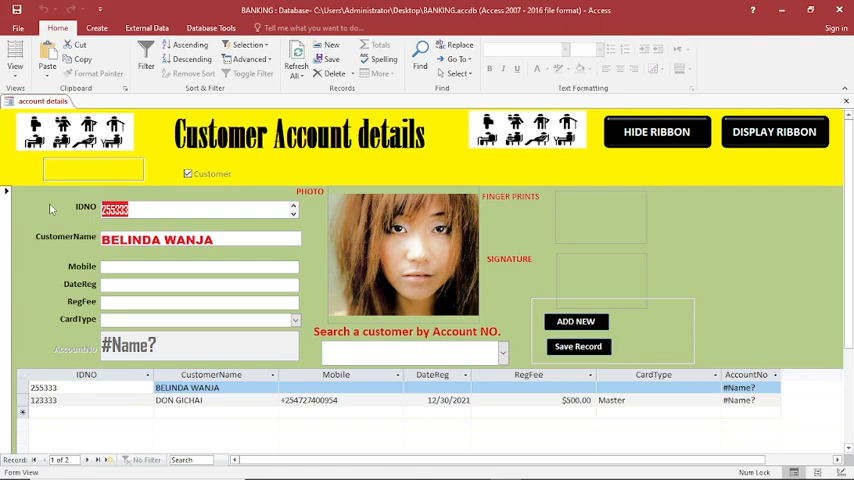 BANKING : Database- C:\Users\Administrator\Desktop\BANKING.accdb (Access 2007 - 2016 file format) - Access
File Home Create External Data Database Tools Tell me what you want to do... Sign in
View
Views
Paste
Cut
Copy
Format Painter
Clipboard
Filter
Ascending
Descending
Remove Sort
Selection
Advanced
Toggle Filter
Sort & Filter
Refresh All
New
Save
Delete
Totals
Spelling
More
Records
Find
Replace
Go To
Select
Find
B I U
A
Text Formatting
account details
Customer Account details
HIDE RIBBON
DISPLAY RIBBON
Customer
IDNO 255333
CustomerName BELINDA WANJA
Mobile
DateReg
RegFee
CardType
AccountNo #Name?
PHOTO
FINGER PRINTS
SIGNATURE
Search a customer by Account NO.
ADD NEW
Save Record
IDNO CustomerName Mobile DateReg RegFee CardType AccountNo
255333 BELINDA WANJA #Name?
123333 DON GICHAI +254727400954 12/30/2021 $500.00 Master #Name?
Record: 1 of 2 No Filter Search
Form View Num Lock